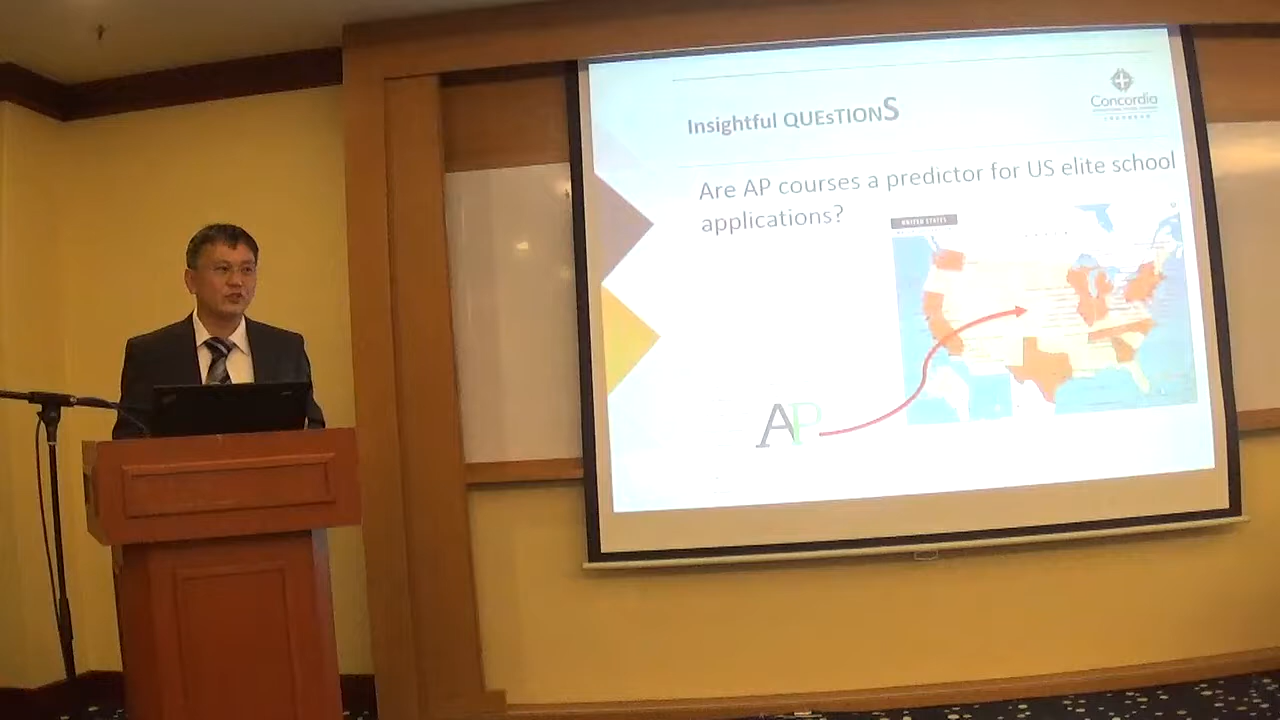 Insightful QUEsTIONS
Concordia
Are AP courses a predictor for US elite school
applications?
UNITED STATES
AP